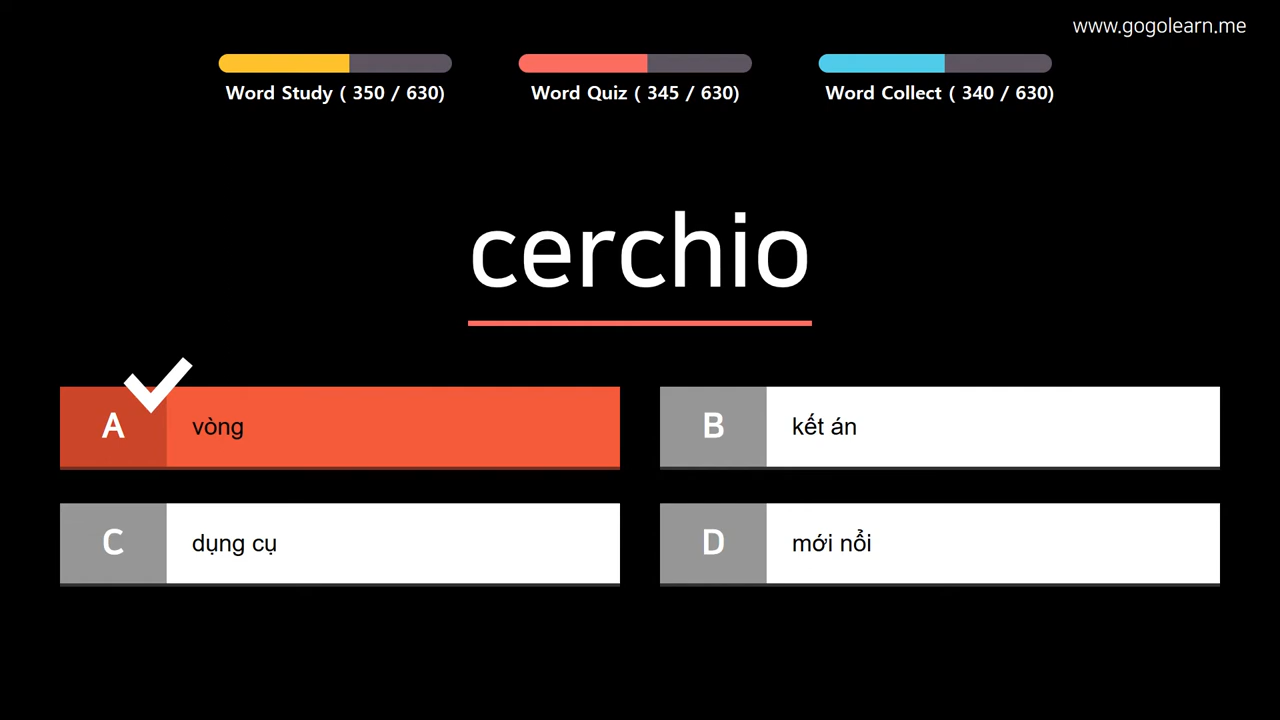 www.gogolearn.me
Word Study ( 350 / 630)
Word Quiz ( 345 / 630)
Word Collect ( 340 / 630)
cerchio
A vòng
B kết án
C dụng cụ
D mới nổi